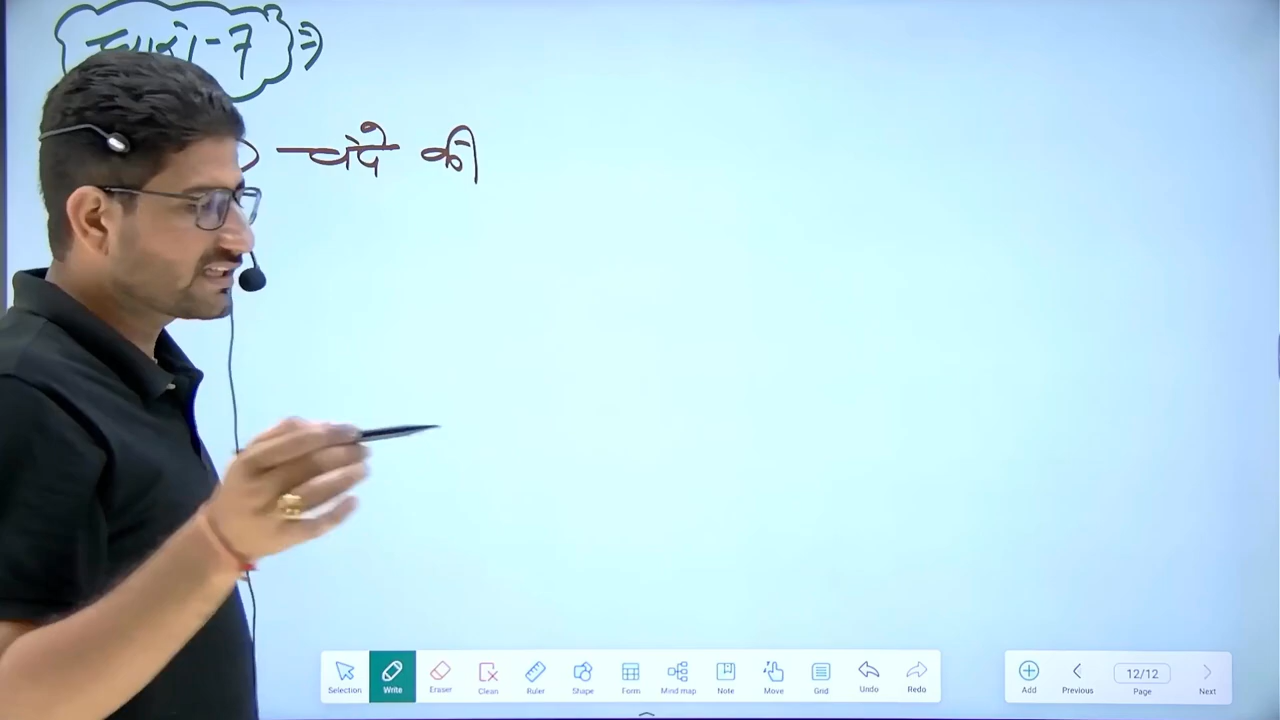 धारा-7 ⇒
चंदे की
Selection Write Eraser Clean Ruler Shape Form Mind map Note Move Grid Undo Redo Add Previous 12/12 Page Next